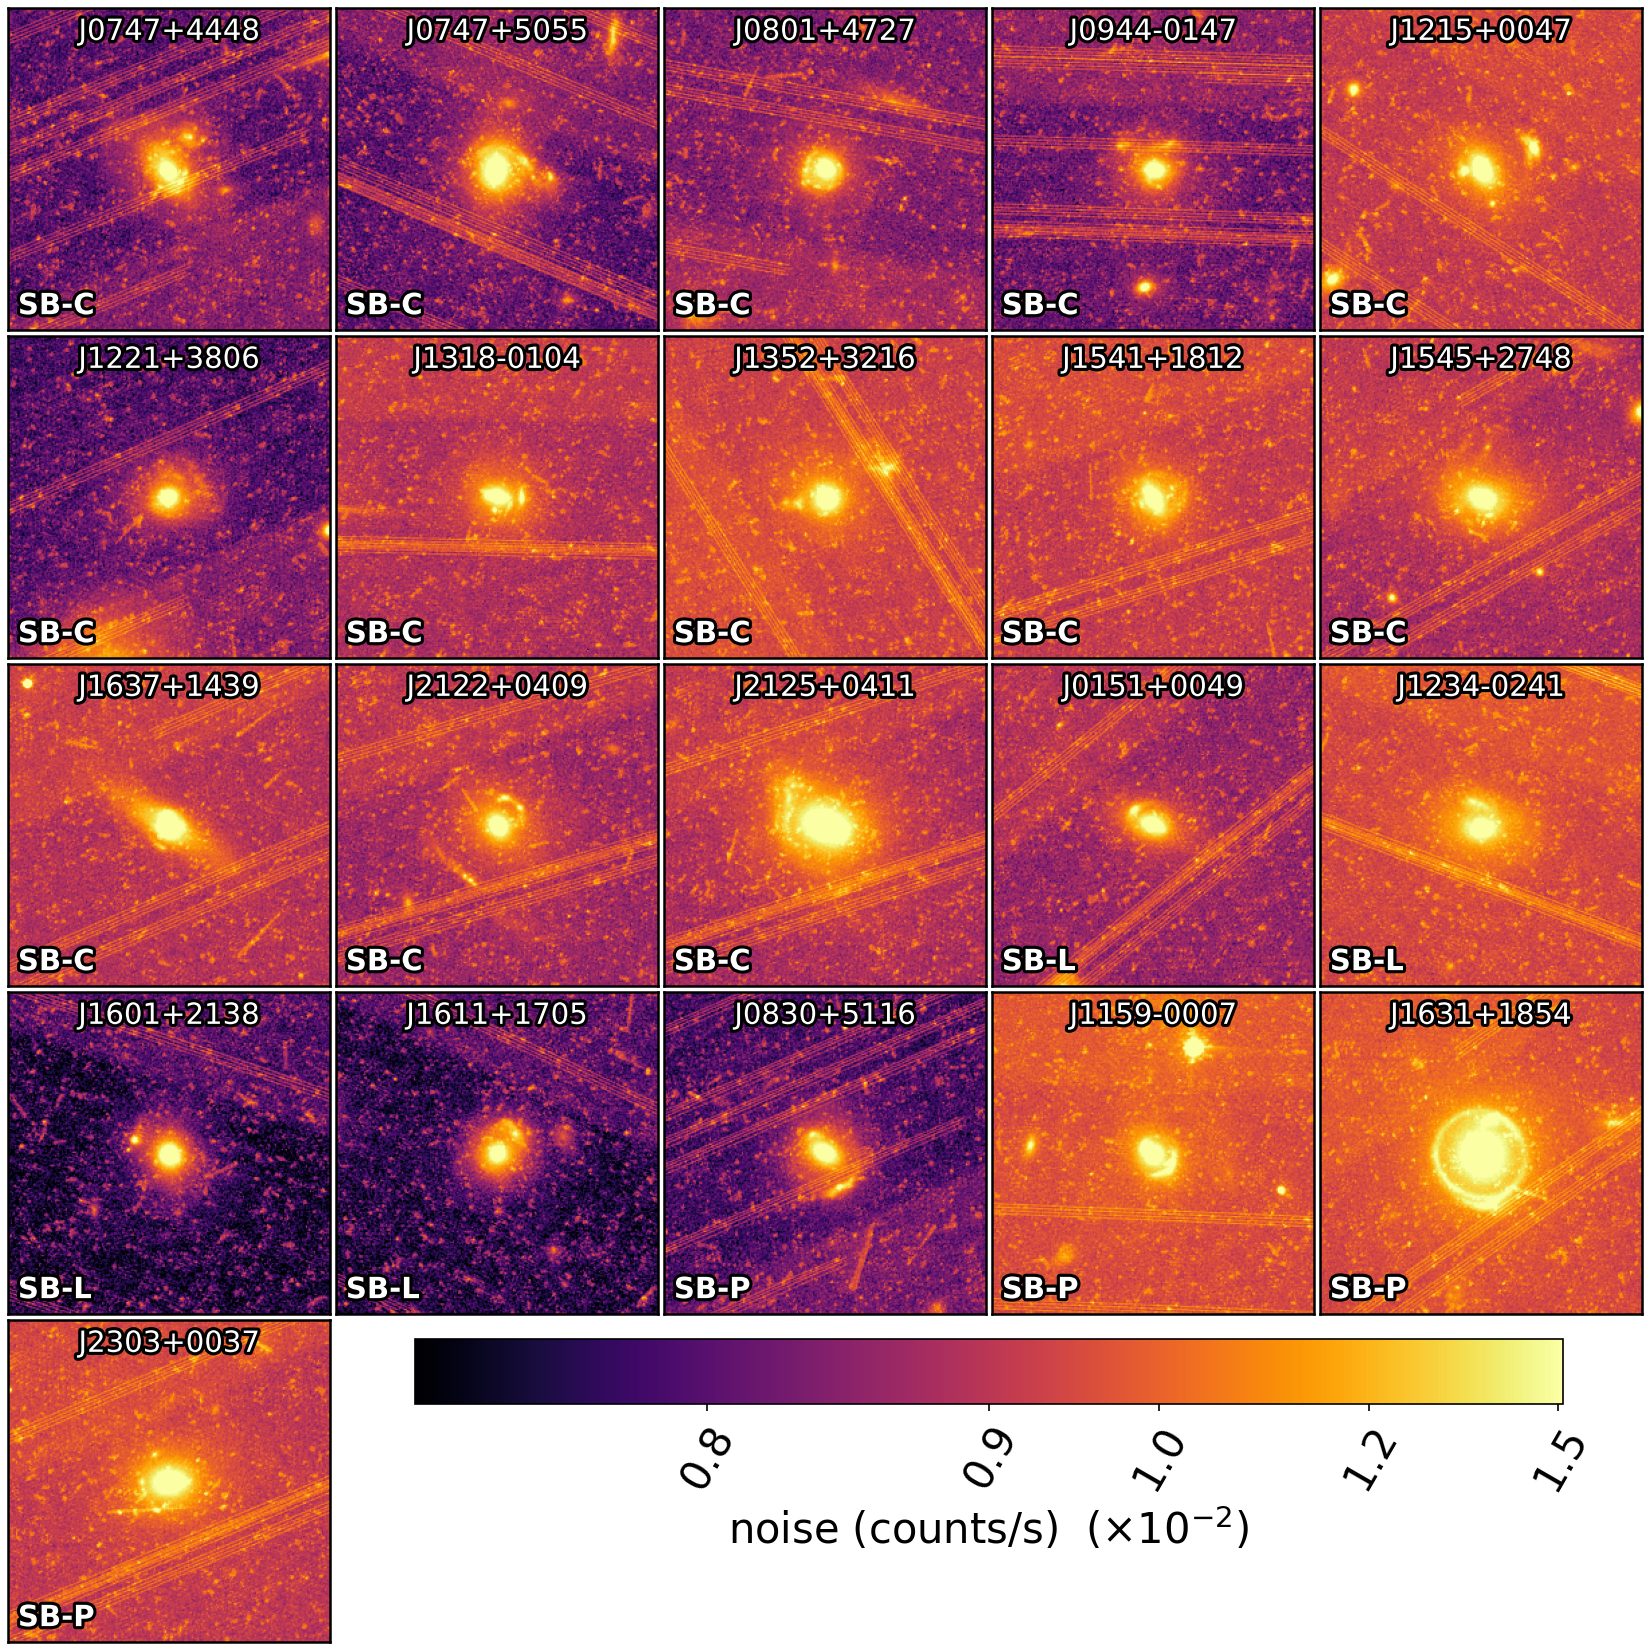 J0747+4448
SB-C
J0747+5055
SB-C
J0801+4727
SB-C
J0944-0147
SB-C
J1215+0047
SB-C
J1221+3806
SB-C
J1318-0104
SB-C
J1352+3216
SB-C
J1541+1812
SB-C
J1545+2748
SB-C
J1637+1439
SB-C
J2122+0409
SB-C
J2125+0411
SB-C
J0151+0049
SB-L
J1234-0241
SB-L
J1601+2138
SB-L
J1611+1705
SB-L
J0830+5116
SB-P
J1159-0007
SB-P
J1631+1854
SB-P
J2303+0037
SB-P
0.8 0.9 1.0 1.2 1.5
noise (counts/s) (×10⁻²)